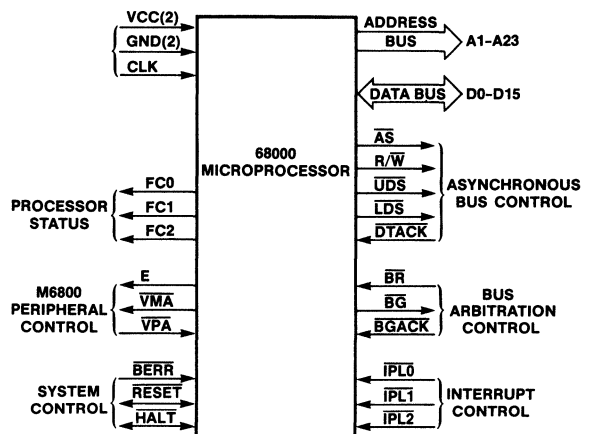 VCC(2)
GND(2)
CLK
ADDRESS
BUS
A1-A23
DATA BUS
D0-D15
68000
MICROPROCESSOR
AS
R/W
UDS
LDS
DTACK
ASYNCHRONOUS
BUS CONTROL
PROCESSOR
STATUS
FC0
FC1
FC2
M6800
PERIPHERAL
CONTROL
E
VMA
VPA
BR
BG
BGACK
BUS
ARBITRATION
CONTROL
SYSTEM
CONTROL
BERR
RESET
HALT
IPL0
IPL1
IPL2
INTERRUPT
CONTROL